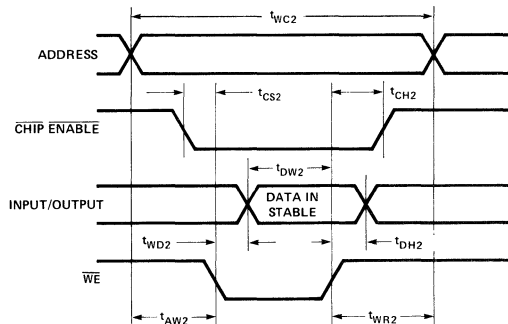 tWC2
ADDRESS
tCS2
tCH2
CHIP ENABLE
tDW2
INPUT/OUTPUT
DATA IN
STABLE
tWD2
tDH2
WE
tAW2
tWR2